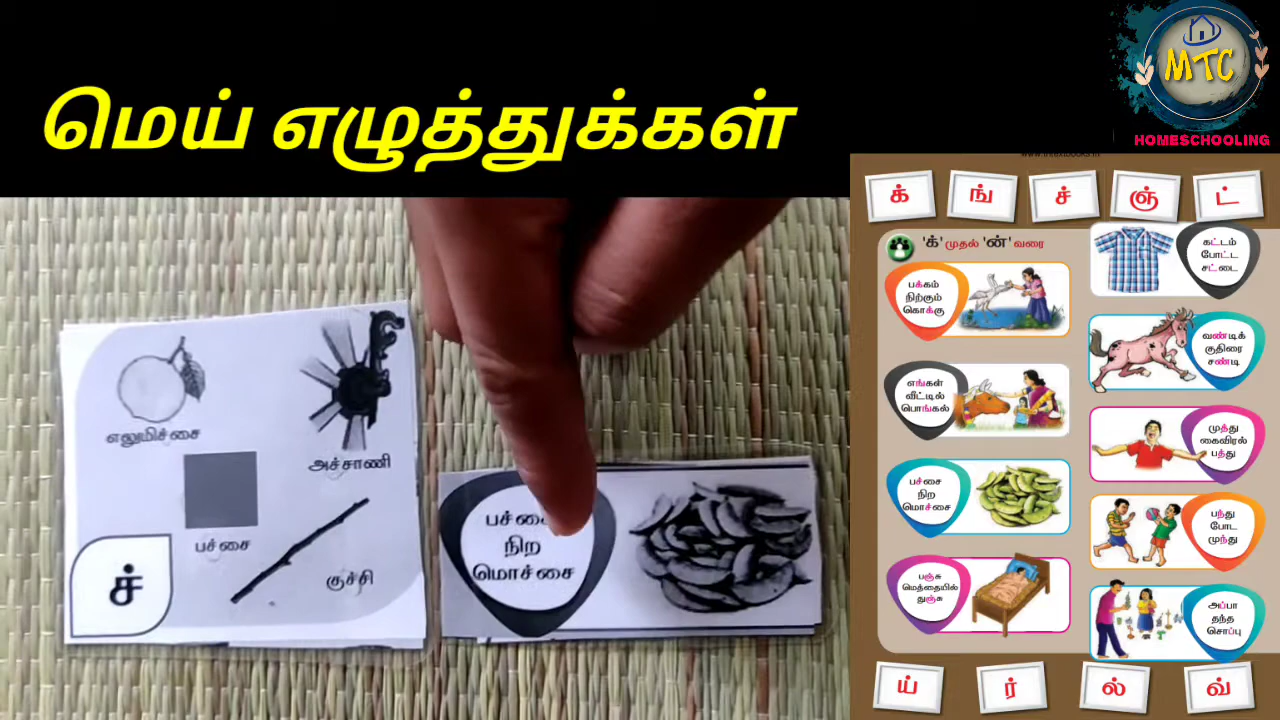 மெய் எழுத்துக்கள்
MTC
HOMESCHOOLING
எலுமிச்சை
அச்சாணி
பச்சை
குச்சி
ச்
நிற
மொச்சை
க் ங் ச் ஞ் ட்
'க்' முதல் 'ன்' வரை
பக்கம்
நிற்கும்
கொக்கு
எங்கள்
வீட்டில்
பொங்கல்
பச்சை
நிற
மொச்சை
பஞ்சு
மெத்தையில்
துஞ்சு
கட்டம்
போட்ட
சட்டை
வண்டிக்
குதிரை
சண்டி
முத்து
கைவிரல்
பத்து
பந்து
போட
முந்து
அப்பா
தந்த
சொப்பு
ய் ர் ல் வ்